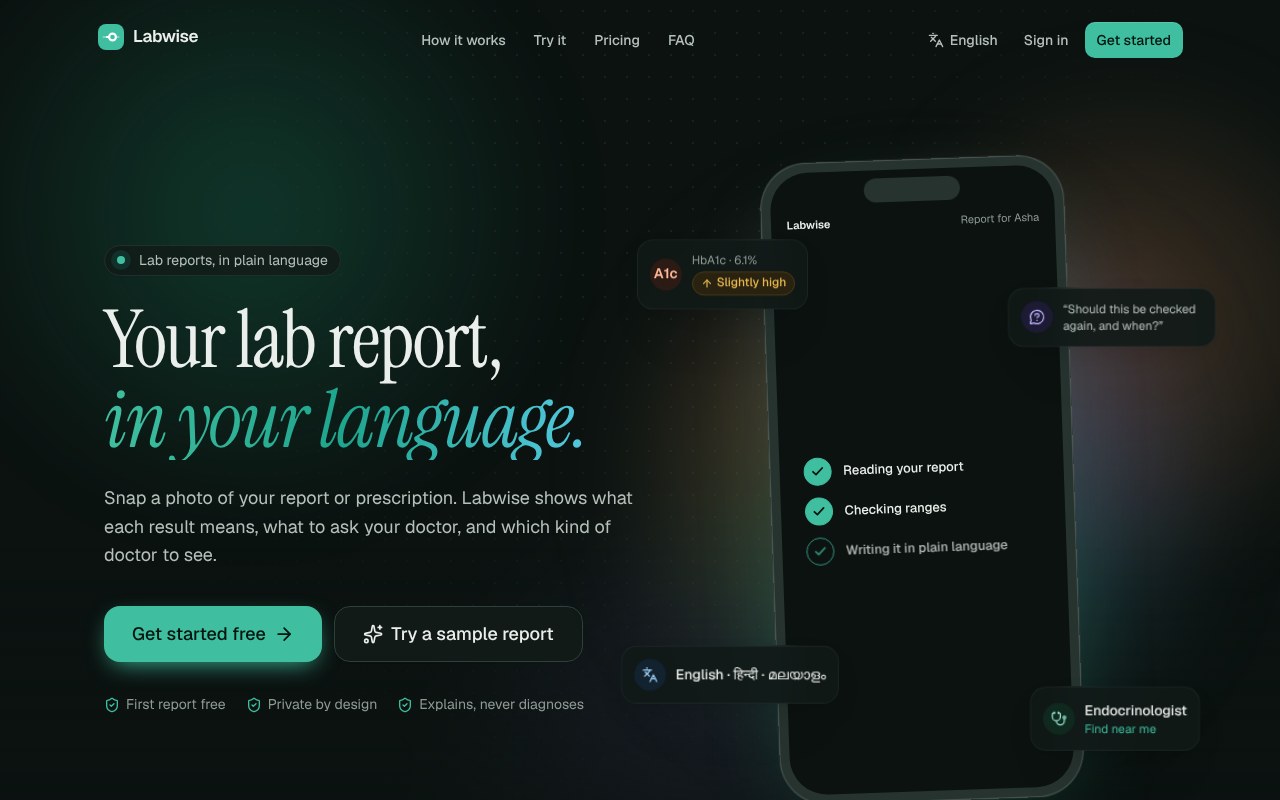 Labwise
How it works
Try it
Pricing
FAQ
English
Sign in
Get started
Lab reports, in plain language
Your lab report,
in your language.
Snap a photo of your report or prescription. Labwise shows what
each result means, what to ask your doctor, and which kind of
doctor to see.
Get started free
Try a sample report
First report free
Private by design
Explains, never diagnoses
Labwise
Report for Asha
A1c
HbA1c · 6.1%
Slightly high
“Should this be checked
again, and when?”
Reading your report
Checking ranges
Writing it in plain language
English · हिन्दी · മലയാളം
Endocrinologist
Find near me